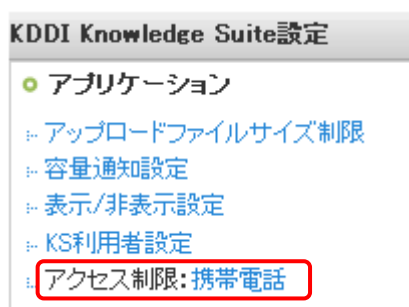 KDDI Knowledge Suite設定
アプリケーション
アップロードファイルサイズ制限
容量通知設定
表示/非表示設定
KS利用者設定
アクセス制限:携帯電話